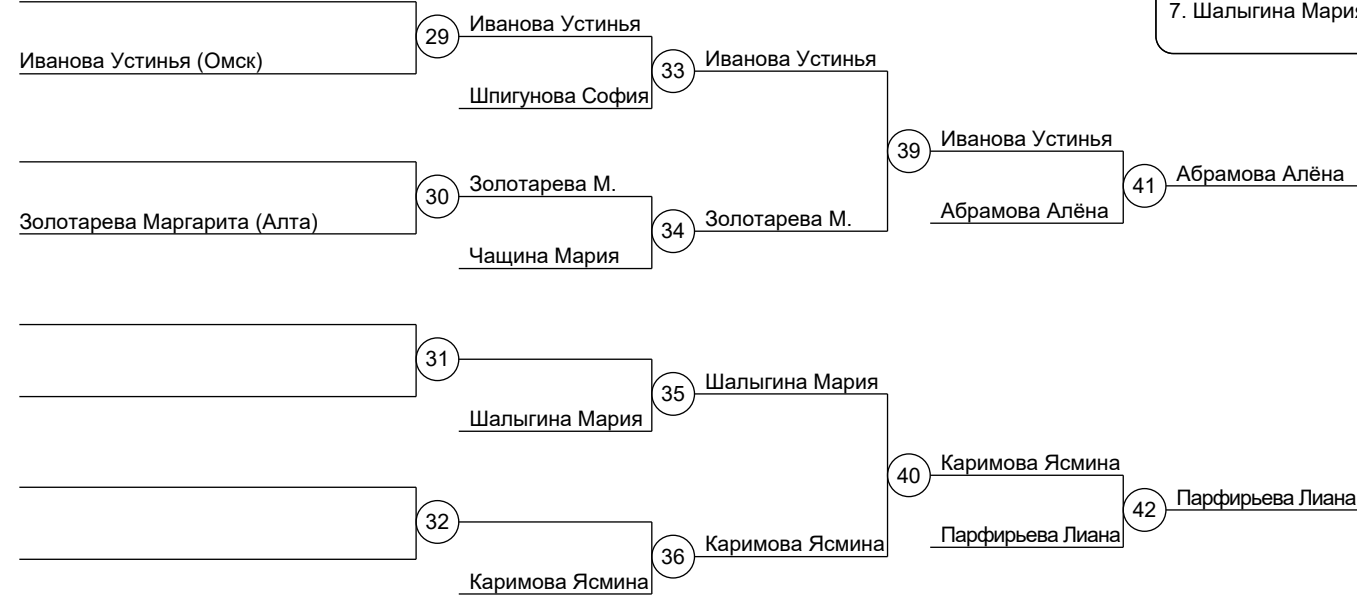 7. Шалыгина Мария
29
Иванова Устинья
Иванова Устинья (Омск)
33
Иванова Устинья
Шпигунова София
39
Иванова Устинья
30
Золотарева М.
41
Абрамова Алёна
Золотарева Маргарита (Алта)
34
Золотарева М.
Абрамова Алёна
Чащина Мария
31
35
Шалыгина Мария
Шалыгина Мария
40
Каримова Ясмина
42
Парфирьева Лиана
32
Парфирьева Лиана
36
Каримова Ясмина
Каримова Ясмина